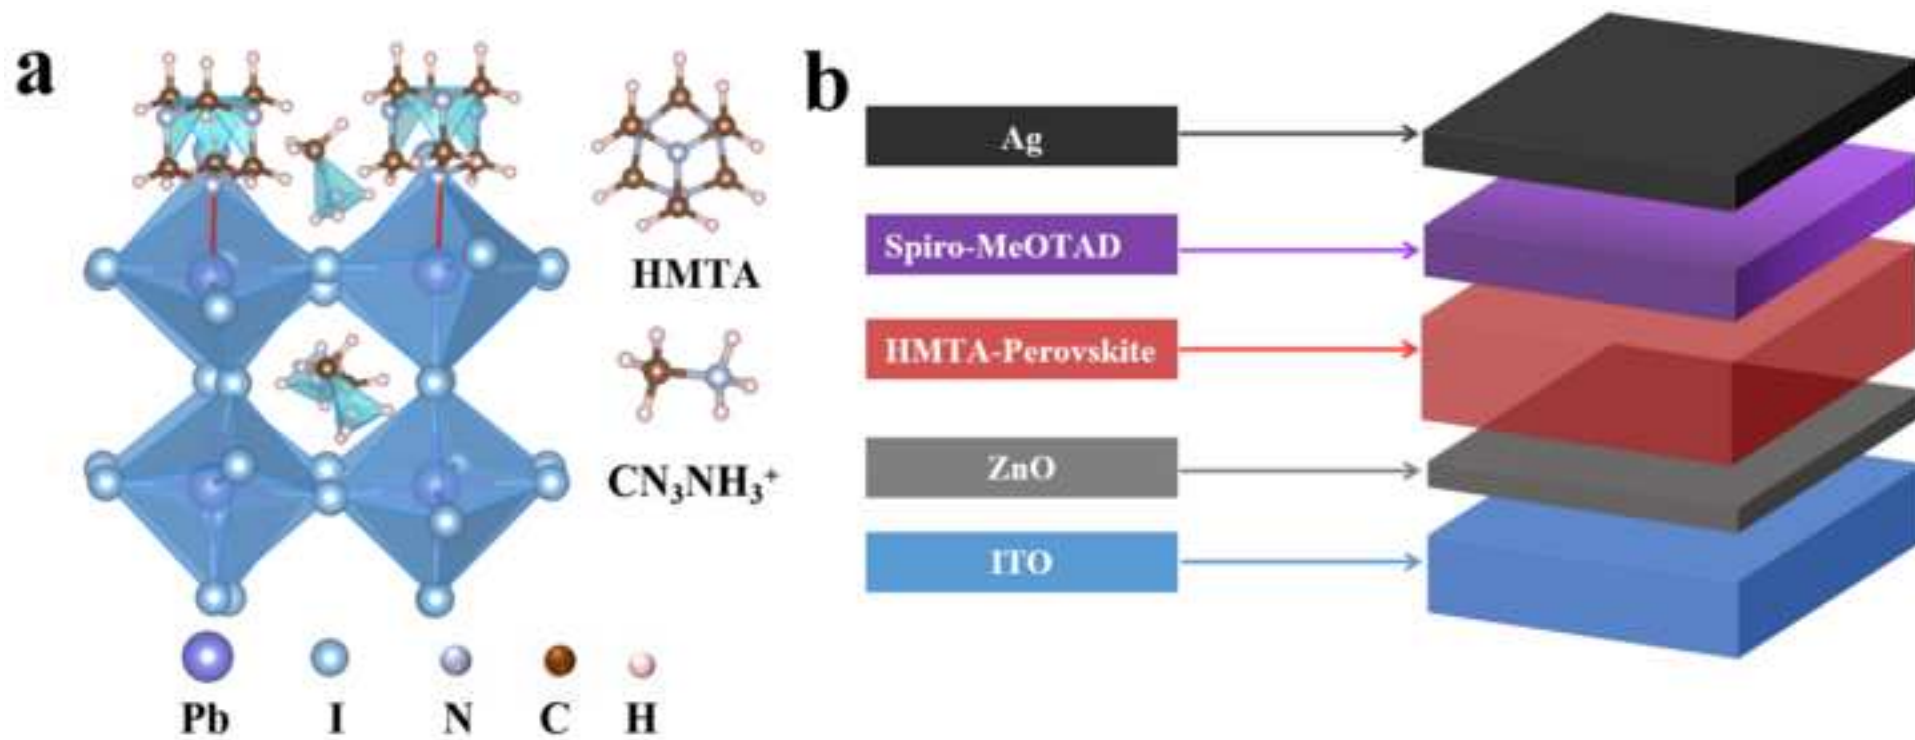 a
HMTA
CN₃NH₃⁺
Pb I N C H
b
Ag
Spiro-MeOTAD
HMTA-Perovskite
ZnO
ITO